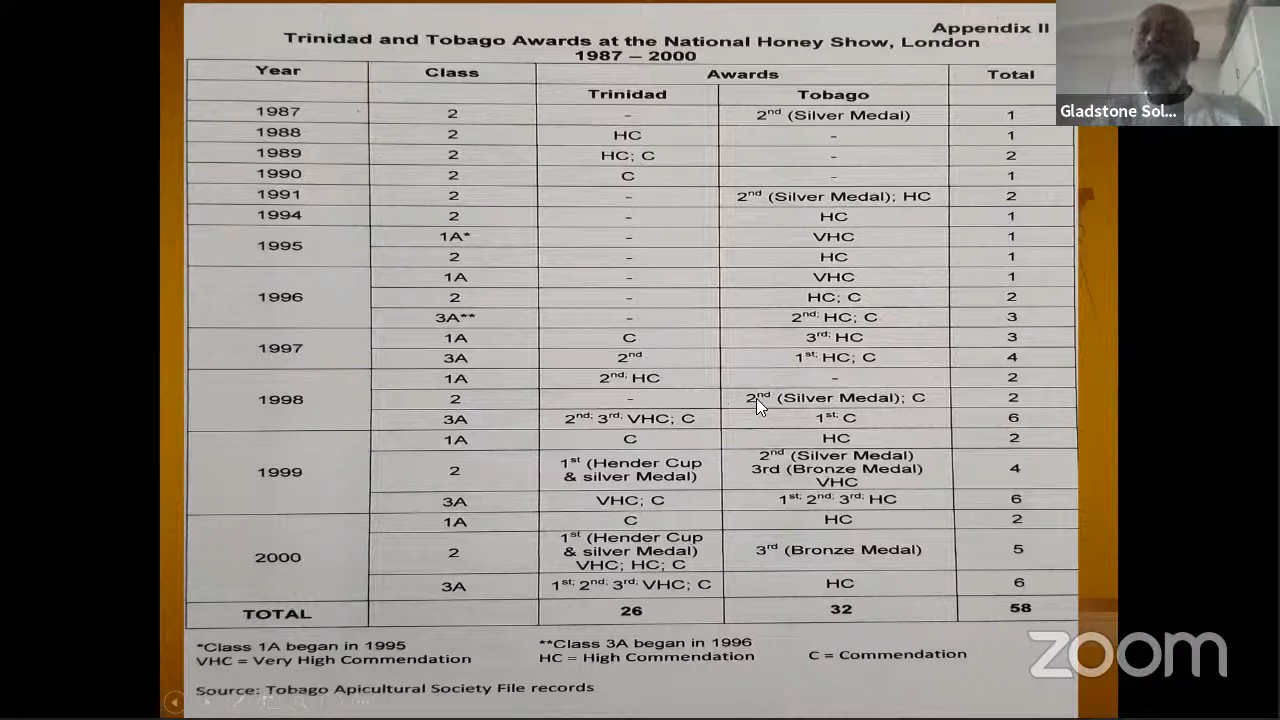 Appendix II
Trinidad and Tobago Awards at the National Honey Show, London
1987 – 2000
Year Class Awards Total
Trinidad Tobago
1987 2 - 2nd (Silver Medal) 1
1988 2 HC - 1
1989 2 HC; C - 2
1990 2 C - 1
1991 2 - 2nd (Silver Medal); HC 2
1994 2 - HC 1
1995 1A* - VHC 1
2 - HC 1
1996 1A - VHC 1
2 - HC; C 2
3A** - 2nd; HC; C 3
1997 1A C 3rd; HC 3
3A 2nd 1st; HC; C 4
1998 1A 2nd; HC - 2
2 - 2nd (Silver Medal); C 2
3A 2nd; 3rd; VHC; C 1st; C 6
1999 1A C HC 2
2 1st (Hender Cup & silver Medal) 2nd (Silver Medal) 3rd (Bronze Medal) VHC 4
3A VHC; C 1st; 2nd; 3rd; HC 6
2000 1A C HC 2
2 1st (Hender Cup & silver Medal) VHC; HC; C 3rd (Bronze Medal) 5
3A 1st; 2nd; 3rd; VHC; C HC 6
TOTAL 26 32 58
*Class 1A began in 1995 **Class 3A began in 1996
VHC = Very High Commendation HC = High Commendation C = Commendation
Source: Tobago Apicultural Society File records
Gladstone Sol...
zoom